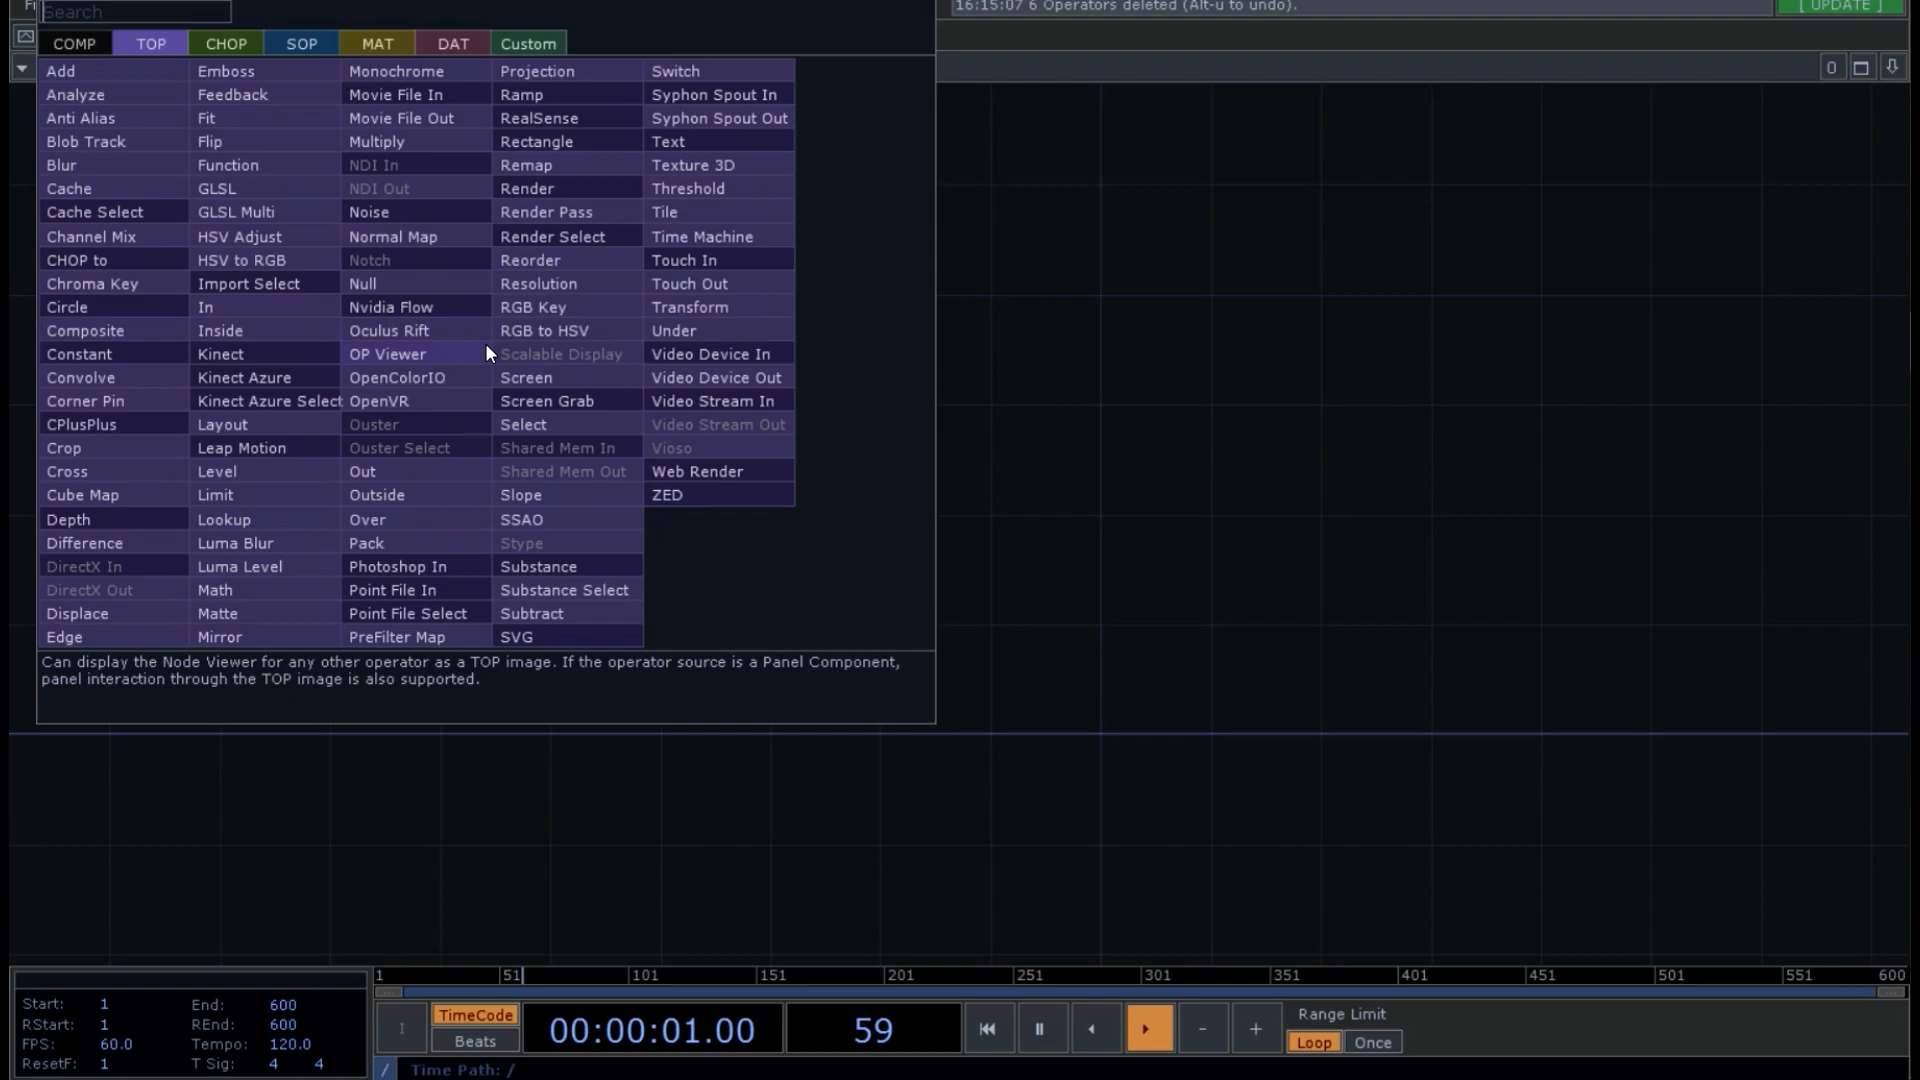 Search
16:15:07 6 Operators deleted (Alt-u to undo).
[ UPDATE ]
COMP TOP CHOP SOP MAT DAT Custom
0
Add Emboss Monochrome Projection Switch
Analyze Feedback Movie File In Ramp Syphon Spout In
Anti Alias Fit Movie File Out RealSense Syphon Spout Out
Blob Track Flip Multiply Rectangle Text
Blur Function NDI In Remap Texture 3D
Cache GLSL NDI Out Render Threshold
Cache Select GLSL Multi Noise Render Pass Tile
Channel Mix HSV Adjust Normal Map Render Select Time Machine
CHOP to HSV to RGB Notch Reorder Touch In
Chroma Key Import Select Null Resolution Touch Out
Circle In Nvidia Flow RGB Key Transform
Composite Inside Oculus Rift RGB to HSV Under
Constant Kinect OP Viewer Scalable Display Video Device In
Convolve Kinect Azure OpenColorIO Screen Video Device Out
Corner Pin Kinect Azure Select OpenVR Screen Grab Video Stream In
CPlusPlus Layout Ouster Select Video Stream Out
Crop Leap Motion Ouster Select Shared Mem In Vioso
Cross Level Out Shared Mem Out Web Render
Cube Map Limit Outside Slope ZED
Depth Lookup Over SSAO
Difference Luma Blur Pack Stype
DirectX In Luma Level Photoshop In Substance
DirectX Out Math Point File In Substance Select
Displace Matte Point File Select Subtract
Edge Mirror PreFilter Map SVG
Can display the Node Viewer for any other operator as a TOP image. If the operator source is a Panel Component,
panel interaction through the TOP image is also supported.
1 51 101 151 201 251 301 351 401 451 501 551 600
Start: 1 End: 600
RStart: 1 REnd: 600
FPS: 60.0 Tempo: 120.0
ResetF: 1 T Sig: 4 4
I
TimeCode
Beats
00:00:01.00
59
- +
Range Limit
Loop Once
/ Time Path: /